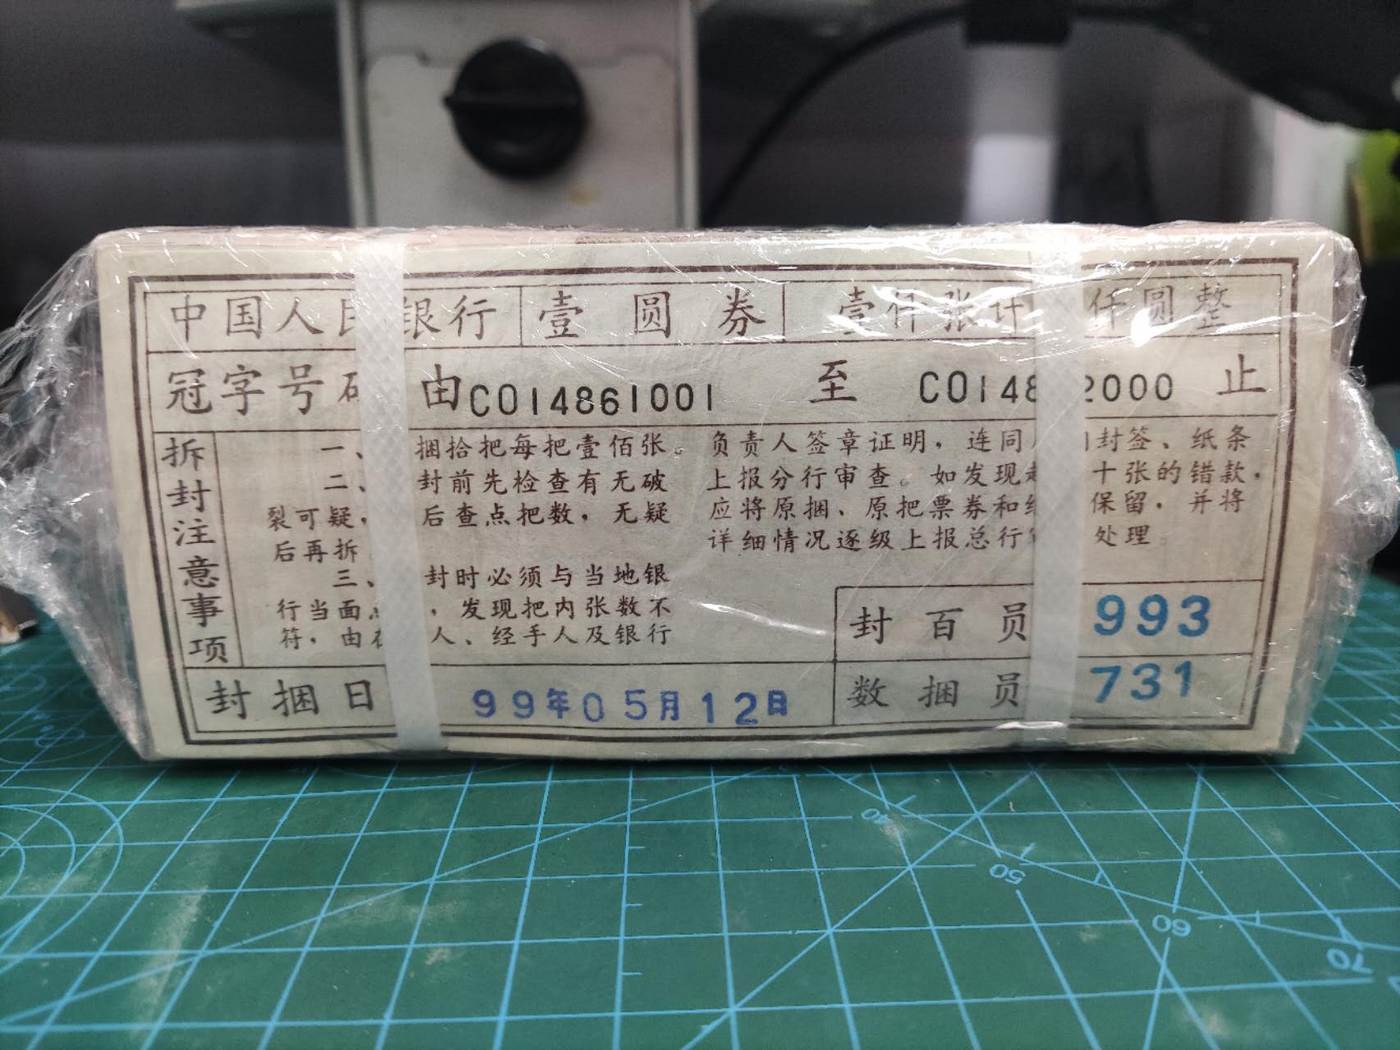 中国人民银行 壹圆券 壹仟张计 仟圆整
冠字号 由C014861001 至 C0148 2000 止
拆封注意事项
一、 捆拾把每把壹佰张。
二、 封前先检查有无破
裂可疑, 后查点把数,无疑
后再拆
三、 封时必须与当地银
行当面 ,发现把内张数不
符,由 人、经手人及银行
负责人签章证明,连同 封签、纸条
上报分行审查。如发现 十张的错款,
应将原捆、原把票券和 保留,并将
详细情况逐级上报总行 处理
封捆日 99年05月12日
封百员 993
数捆员 731
50
60
70